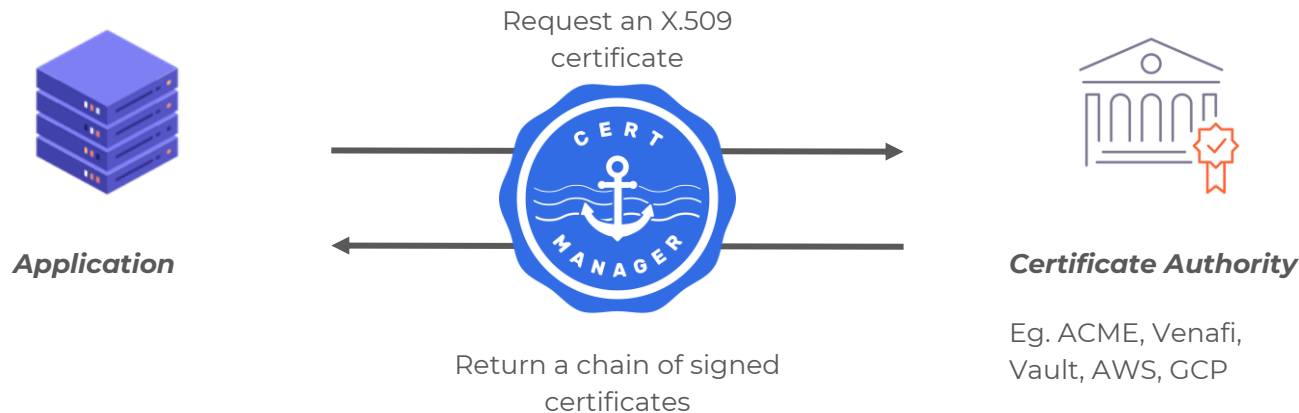 Request an X.509
certificate
CERT
MANAGER
Application
Certificate Authority
Return a chain of signed
certificates
Eg. ACME, Venafi,
Vault, AWS, GCP